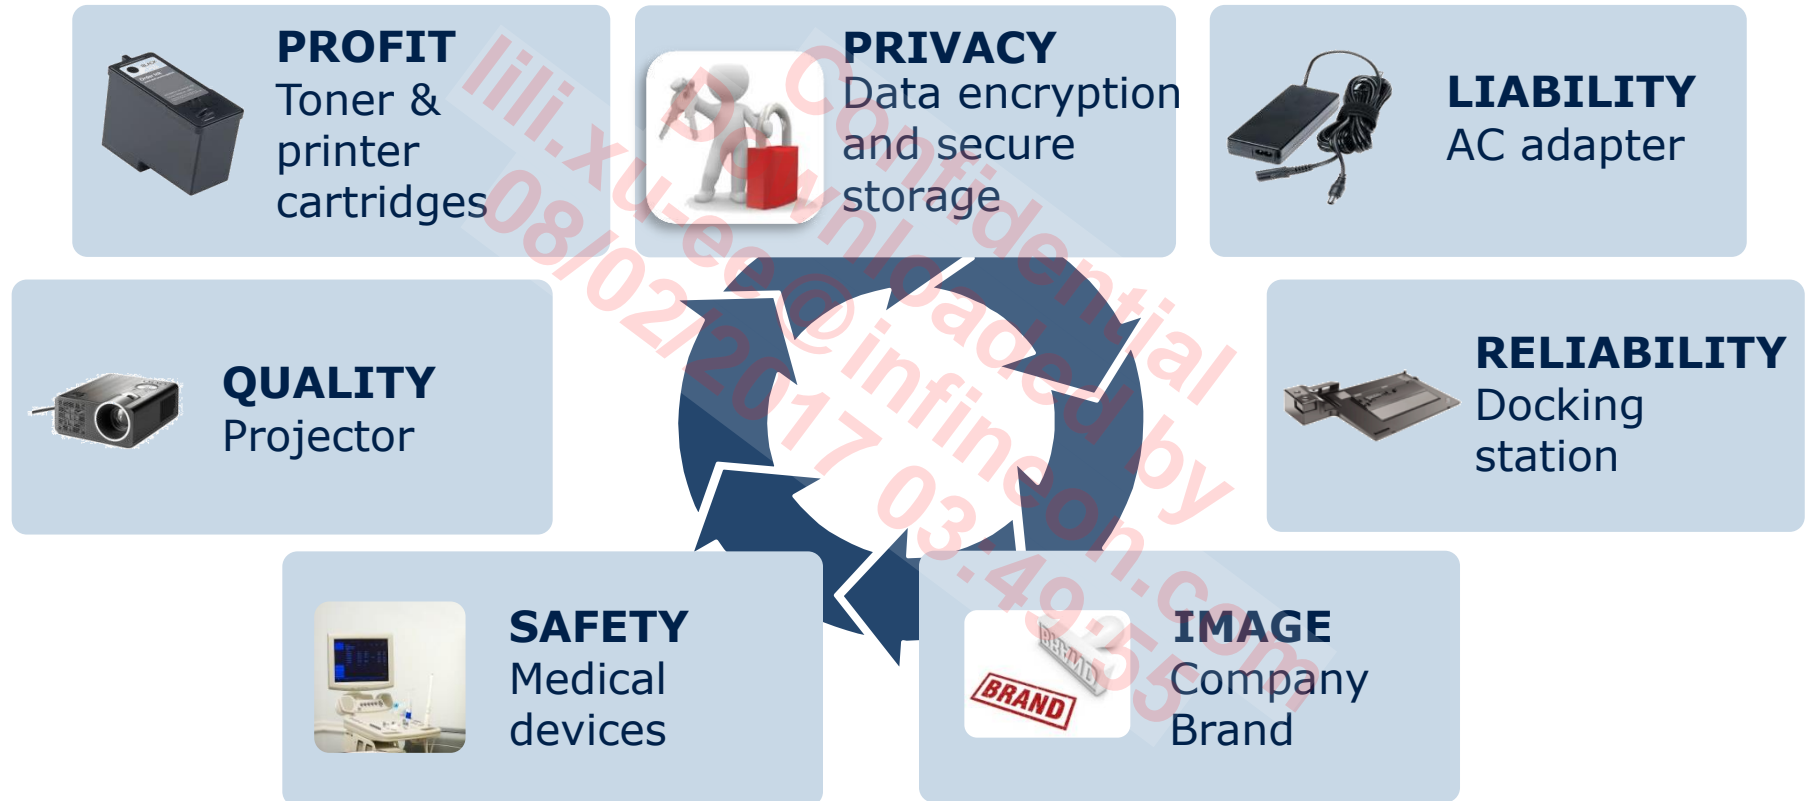 PROFIT
Toner &
printer
cartridges
PRIVACY
Data encryption
and secure
storage
LIABILITY
AC adapter
QUALITY
Projector
RELIABILITY
Docking
station
SAFETY
Medical
devices
IMAGE
Company
Brand
BRAND
BRAND
BLACK
Confidential
Downloaded by
lili.xu-ee@infineon.com
08/02/2017 03:49:55